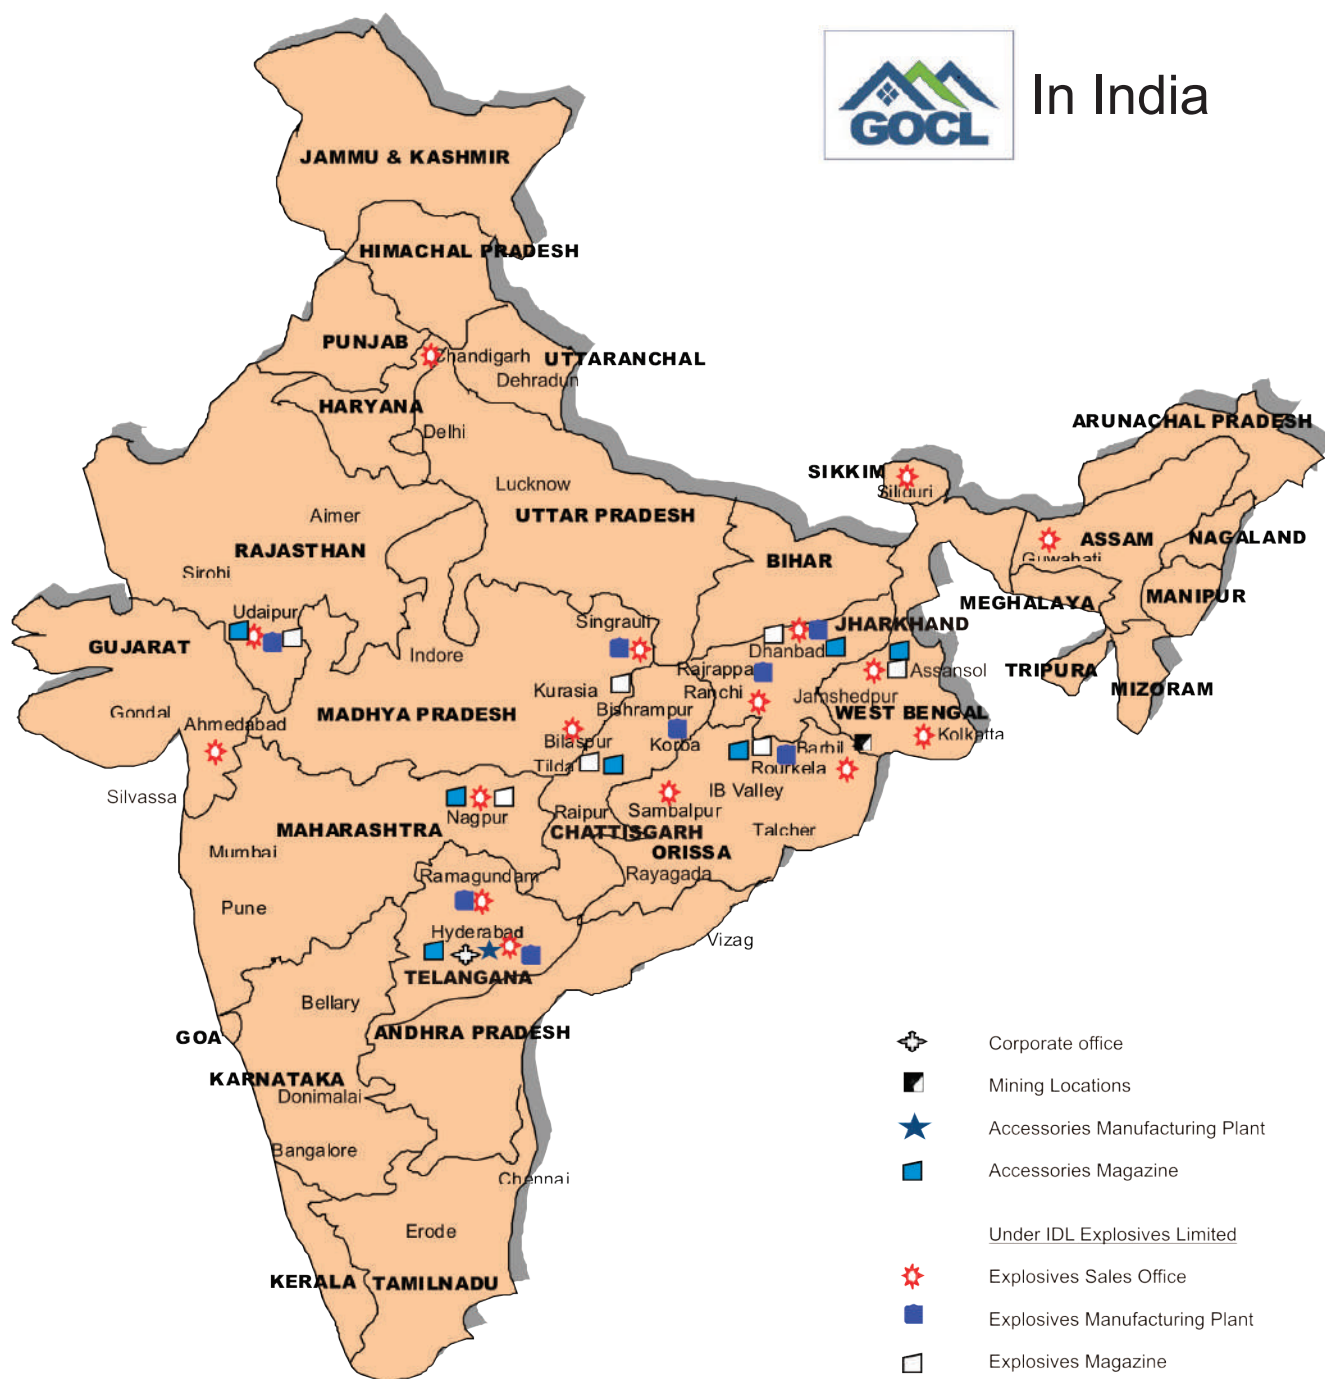 GOCL
In India
JAMMU & KASHMIR
HIMACHAL PRADESH
PUNJAB
Chandigarh
UTTARANCHAL
Dehradun
HARYANA
Delhi
ARUNACHAL PRADESH
SIKKIM
Siliguri
Lucknow
UTTAR PRADESH
Ajmer
RAJASTHAN
Sirohi
BIHAR
ASSAM
NAGALAND
Guwahati
MEGHALAYA
MANIPUR
Udaipur
GUJARAT
Singrauli
JHARKHAND
Dhanbad
Indore
Rajrappa
Assansol
TRIPURA
MIZORAM
Kurasia
Ranchi
Jamshedpur
Gondal
Ahmedabad
MADHYA PRADESH
Bishrampur
WEST BENGAL
Kolkatta
Bilaspur
Korba
Barbil
Tilda
Rourkela
Silvassa
IB Valley
Nagpur
Raipur
Sambalpur
MAHARASHTRA
CHATTISGARH
Talcher
Mumbai
ORISSA
Ramagundam
Rayagada
Pune
Hyderabad
Vizag
TELANGANA
Bellary
GOA
ANDHRA PRADESH
KARNATAKA
Donimalai
Bangalore
Chennai
Erode
KERALA
TAMILNADU
Corporate office
Mining Locations
Accessories Manufacturing Plant
Accessories Magazine
Under IDL Explosives Limited
Explosives Sales Office
Explosives Manufacturing Plant
Explosives Magazine